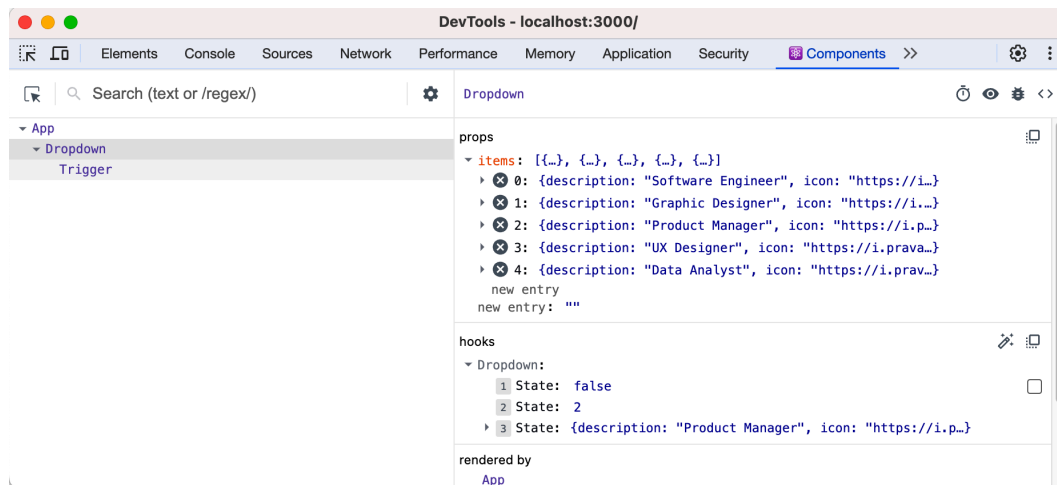 DevTools - localhost:3000/
Elements Console Sources Network Performance Memory Application Security Components
Search (text or /regex/)
Dropdown
App
Dropdown
Trigger
props
items: [{…}, {…}, {…}, {…}, {…}]
0: {description: "Software Engineer", icon: "https://i…}
1: {description: "Graphic Designer", icon: "https://i.…}
2: {description: "Product Manager", icon: "https://i.p…}
3: {description: "UX Designer", icon: "https://i.prava…}
4: {description: "Data Analyst", icon: "https://i.prav…}
new entry
new entry: ""
hooks
Dropdown:
1 State: false
2 State: 2
3 State: {description: "Product Manager", icon: "https://i.p…}
rendered by
App